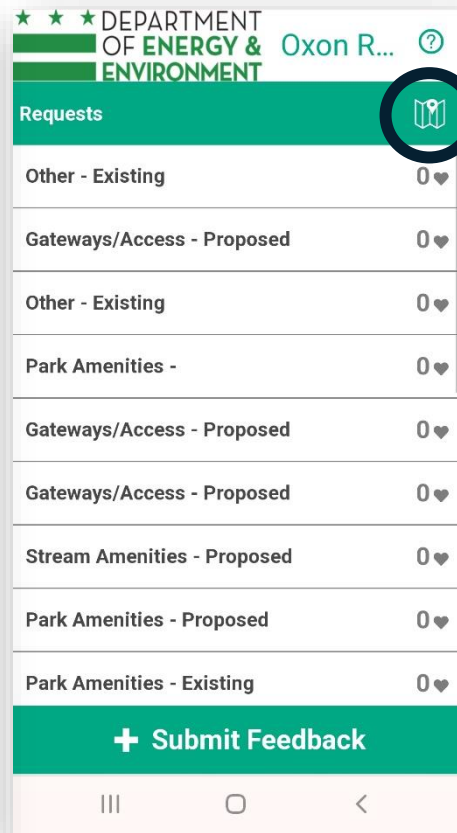 DEPARTMENT
OF ENERGY & Oxon R... ?
ENVIRONMENT
Requests
Other - Existing 0
Gateways/Access - Proposed 0
Other - Existing 0
Park Amenities - 0
Gateways/Access - Proposed 0
Gateways/Access - Proposed 0
Stream Amenities - Proposed 0
Park Amenities - Proposed 0
Park Amenities - Existing 0
+ Submit Feedback